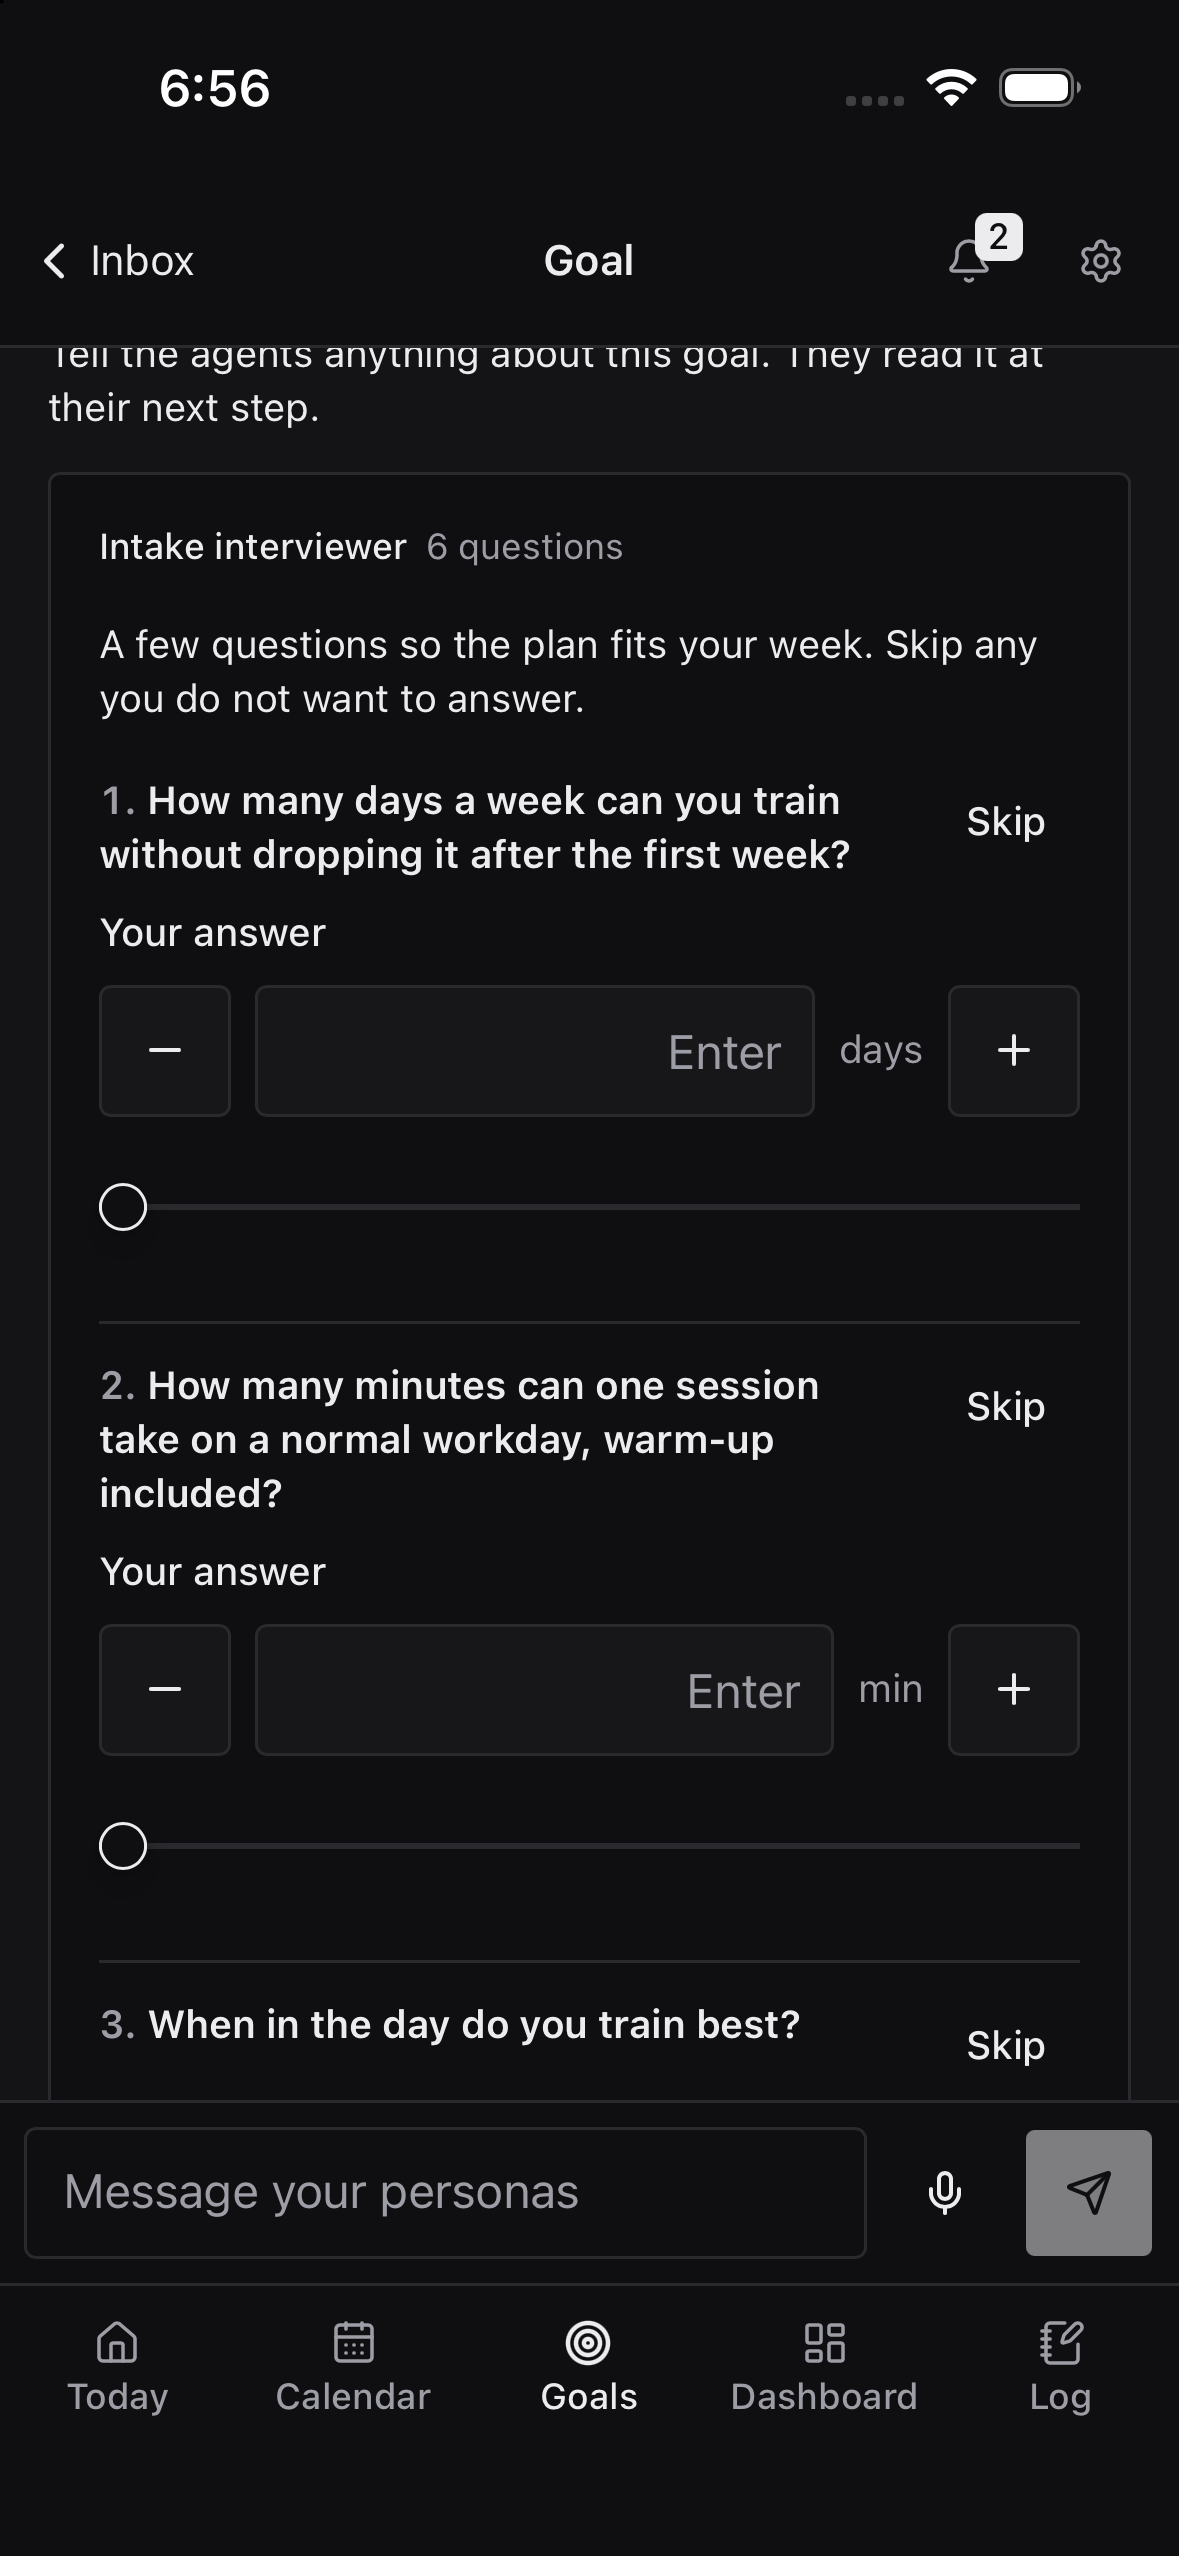 6:56
Inbox
Goal
2
Tell the agents anything about this goal. They read it at
their next step.
Intake interviewer 6 questions
A few questions so the plan fits your week. Skip any
you do not want to answer.
1. How many days a week can you train
without dropping it after the first week?
Skip
Your answer
Enter
days
2. How many minutes can one session
take on a normal workday, warm-up
included?
Skip
Your answer
Enter
min
3. When in the day do you train best?
Skip
Message your personas
Today
Calendar
Goals
Dashboard
Log